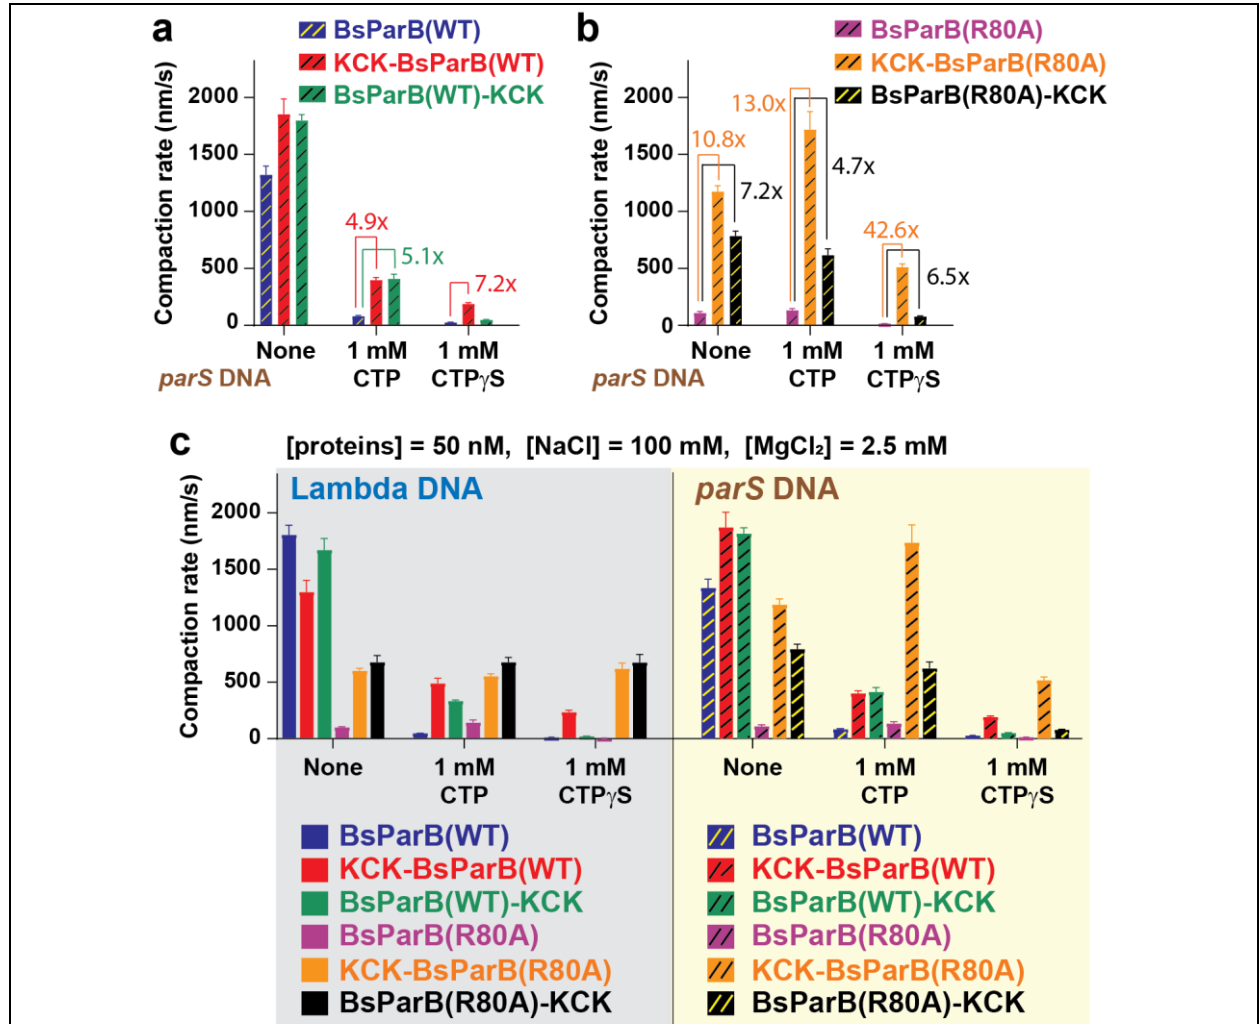 a
BsParB(WT)
KCK-BsParB(WT)
BsParB(WT)-KCK
Compaction rate (nm/s)
2000
1500
1000
500
0
4.9x
5.1x
7.2x
None
1 mM CTP
1 mM CTPγS
parS DNA
b
BsParB(R80A)
KCK-BsParB(R80A)
BsParB(R80A)-KCK
Compaction rate (nm/s)
2000
1500
1000
500
0
10.8x
7.2x
13.0x
4.7x
42.6x
6.5x
None
1 mM CTP
1 mM CTPγS
parS DNA
c
[proteins] = 50 nM, [NaCl] = 100 mM, [MgCl₂] = 2.5 mM
Lambda DNA
parS DNA
Compaction rate (nm/s)
2000
1500
1000
500
0
None
1 mM CTP
1 mM CTPγS
None
1 mM CTP
1 mM CTPγS
BsParB(WT)
KCK-BsParB(WT)
BsParB(WT)-KCK
BsParB(R80A)
KCK-BsParB(R80A)
BsParB(R80A)-KCK
BsParB(WT)
KCK-BsParB(WT)
BsParB(WT)-KCK
BsParB(R80A)
KCK-BsParB(R80A)
BsParB(R80A)-KCK